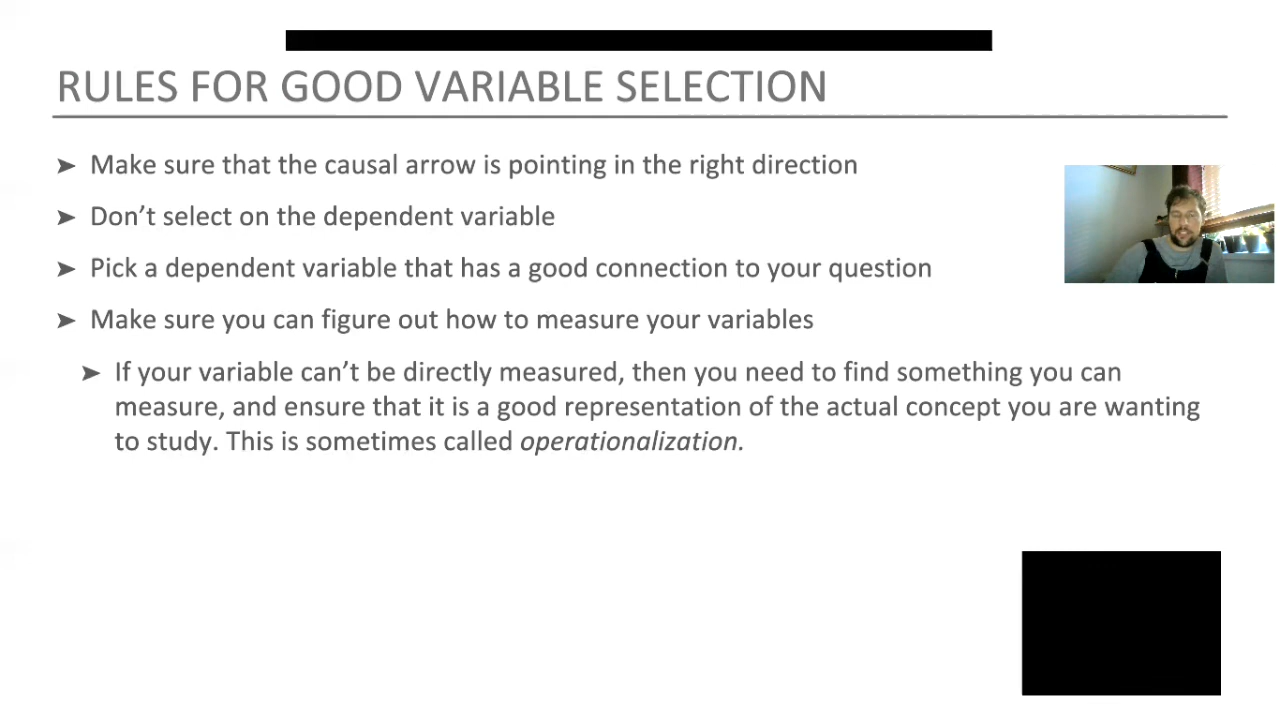 RULES FOR GOOD VARIABLE SELECTION
➤ Make sure that the causal arrow is pointing in the right direction
➤ Don’t select on the dependent variable
➤ Pick a dependent variable that has a good connection to your question
➤ Make sure you can figure out how to measure your variables
➤ If your variable can’t be directly measured, then you need to find something you can
measure, and ensure that it is a good representation of the actual concept you are wanting
to study. This is sometimes called operationalization.